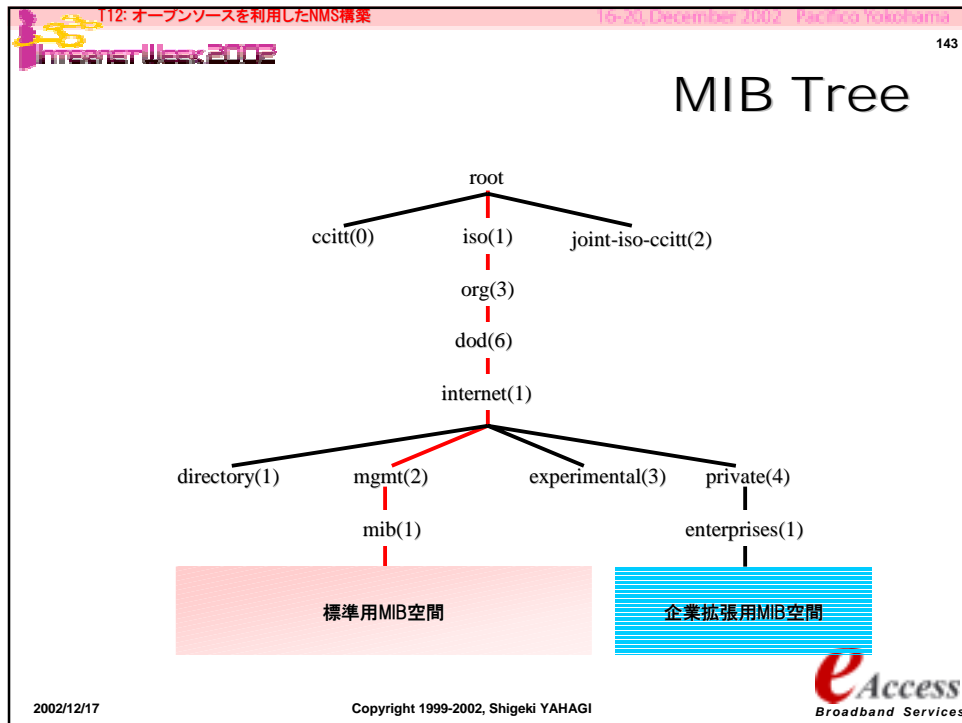 T12: オープンソースを利用したNMS構築
16-20, December 2002 Pacifico Yokohama
InternetWeek 2002
143
MIB Tree
root
ccitt(0) iso(1) joint-iso-ccitt(2)
org(3)
dod(6)
internet(1)
directory(1) mgmt(2) experimental(3) private(4)
mib(1) enterprises(1)
標準用MIB空間 企業拡張用MIB空間
eAccess
Broadband Services
2002/12/17 Copyright 1999-2002, Shigeki YAHAGI